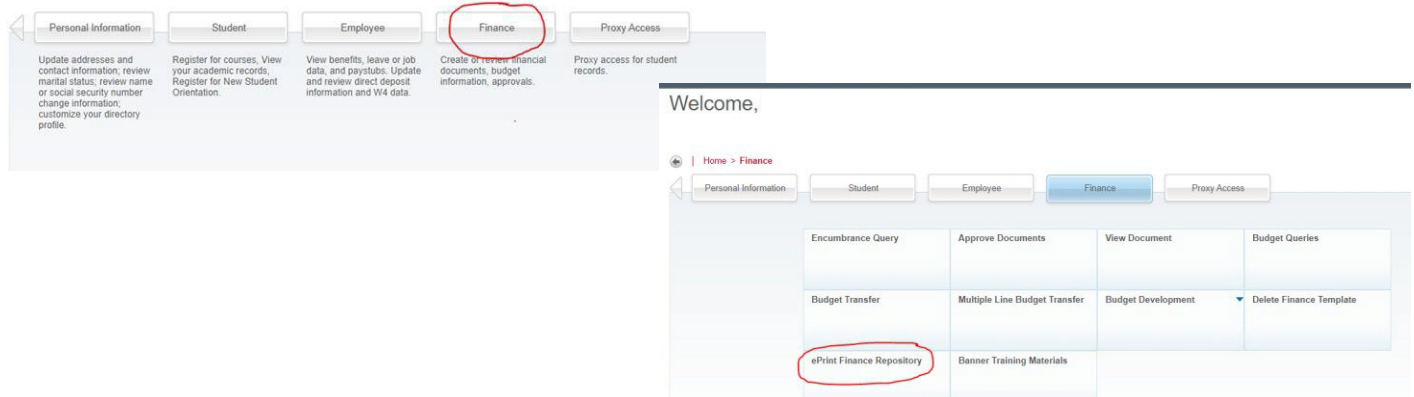 Personal Information
Student
Employee
Finance
Proxy Access
Update addresses and
contact information; review
marital status; review name
or social security number
change information;
customize your directory
profile.
Register for courses, View
your academic records,
Register for New Student
Orientation.
View benefits, leave or job
data, and paystubs. Update
and review direct deposit
information and W4 data.
Create or review financial
documents, budget
information, approvals.
Proxy access for student
records.
Welcome,
| Home > Finance
Personal Information
Student
Employee
Finance
Proxy Access
Encumbrance Query
Approve Documents
View Document
Budget Queries
Budget Transfer
Multiple Line Budget Transfer
Budget Development
Delete Finance Template
ePrint Finance Repository
Banner Training Materials